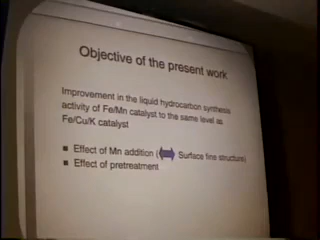 Objective of the present work
Improvement in the liquid hydrocarbon synthesis
activity of Fe/Mn catalyst to the same level as
Fe/Cu/K catalyst
Effect of Mn addition ( Surface fine structure)
Effect of pretreatment